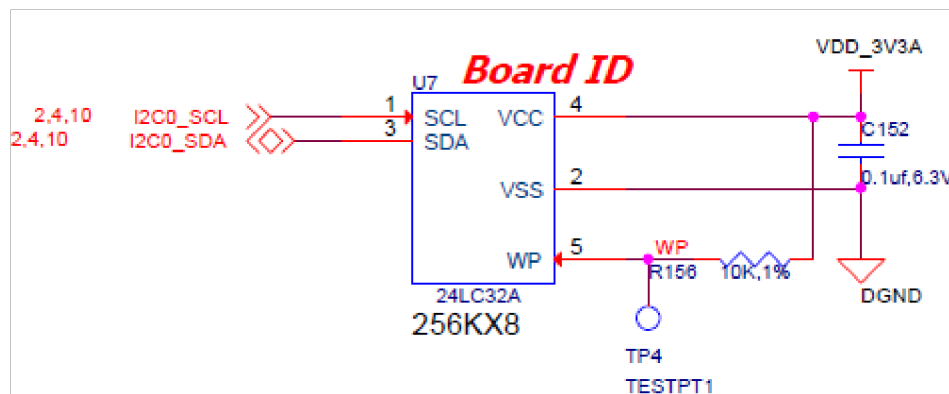 VDD_3V3A
Board ID
U7
2,4,10 I2C0_SCL 1 SCL VCC 4
2,4,10 I2C0_SDA 3 SDA
C152
0.1uf,6.3V
VSS 2
WP 5 WP
R156 10K,1%
24LC32A
256KX8
DGND
TP4
TESTPT1